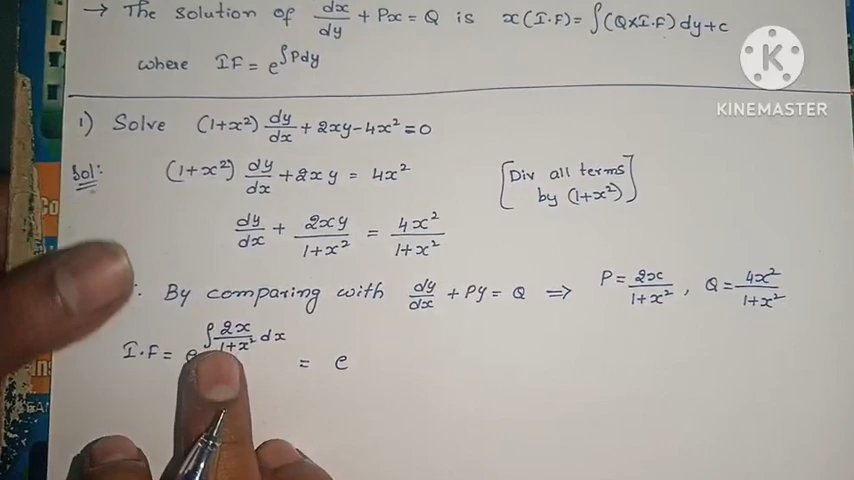 → The solution of dx/dy + Px = Q is x(I.F) = ∫(Q×I.F) dy + c
where IF = e^∫Pdy
KINEMASTER
1) Solve (1+x²) dy/dx + 2xy - 4x² = 0
Sol: (1+x²) dy/dx + 2xy = 4x² [Div all terms
by (1+x²)]
dy/dx + 2xy/1+x² = 4x²/1+x²
∴ By comparing with dy/dx + Py = Q ⇒ P = 2x/1+x², Q = 4x²/1+x²
I.F = e^∫2x/1+x² dx = e